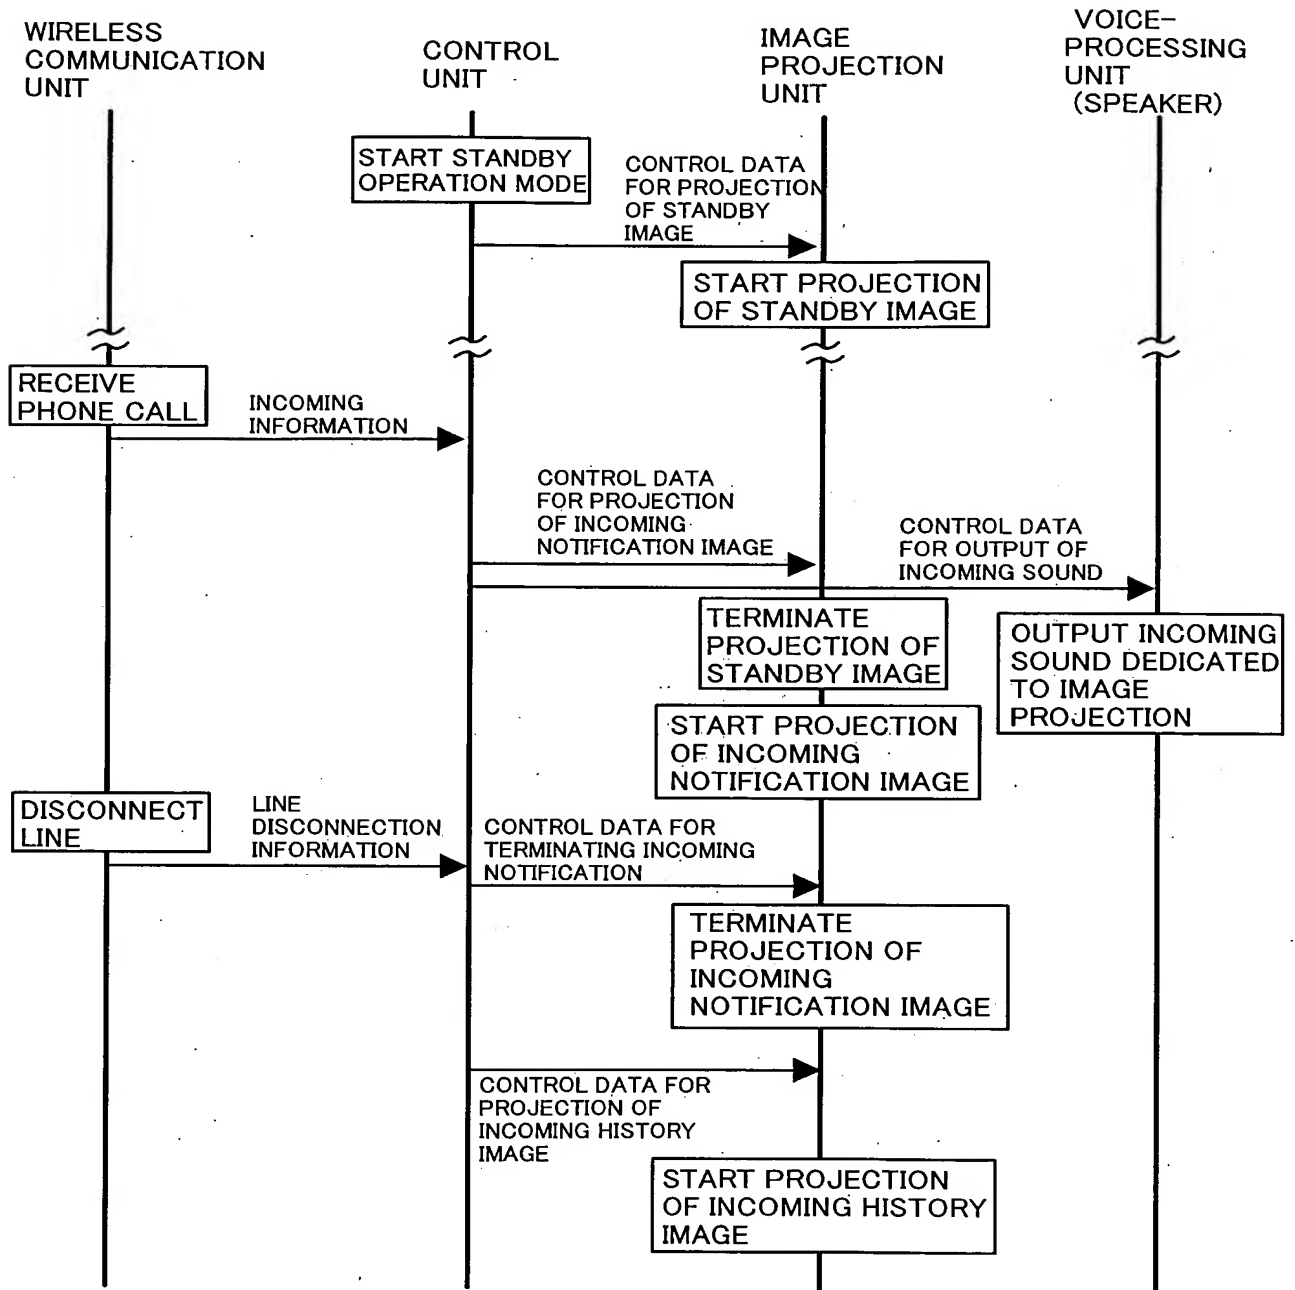 WIRELESS
COMMUNICATION
UNIT
CONTROL
UNIT
IMAGE
PROJECTION
UNIT
VOICE-
PROCESSING
UNIT
(SPEAKER)
START STANDBY
OPERATION MODE
CONTROL DATA
FOR PROJECTION
OF STANDBY
IMAGE
START PROJECTION
OF STANDBY IMAGE
RECEIVE
PHONE CALL
INCOMING
INFORMATION
CONTROL DATA
FOR PROJECTION
OF INCOMING
NOTIFICATION IMAGE
CONTROL DATA
FOR OUTPUT OF
INCOMING SOUND
TERMINATE
PROJECTION OF
STANDBY IMAGE
OUTPUT INCOMING
SOUND DEDICATED
TO IMAGE
PROJECTION
START PROJECTION
OF INCOMING
NOTIFICATION IMAGE
DISCONNECT
LINE
LINE
DISCONNECTION
INFORMATION
CONTROL DATA FOR
TERMINATING INCOMING
NOTIFICATION
TERMINATE
PROJECTION OF
INCOMING
NOTIFICATION IMAGE
CONTROL DATA FOR
PROJECTION OF
INCOMING HISTORY
IMAGE
START PROJECTION
OF INCOMING HISTORY
IMAGE